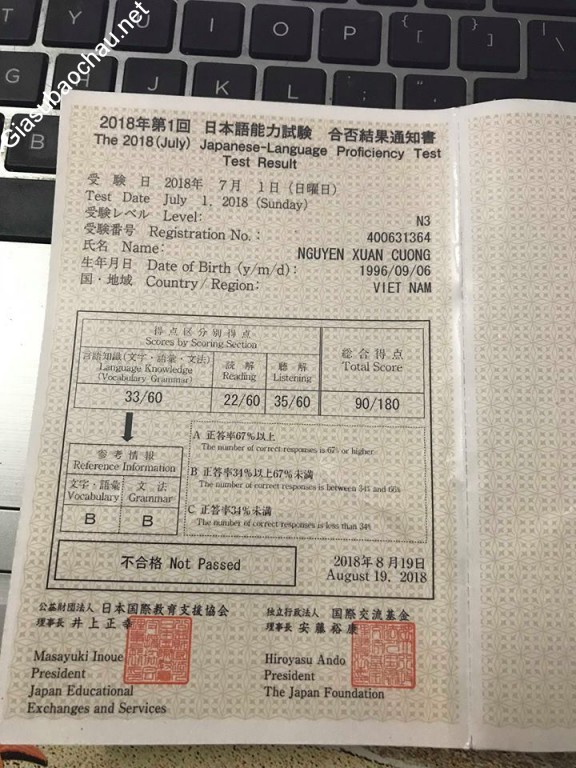 Giasubaochau.net
2018年第1回 日本語能力試験 合否結果通知書
The 2018(July) Japanese-Language Proficiency Test
Test Result
受験日 2018年 7月 1日(日曜日)
Test Date July 1, 2018 (Sunday)
受験レベル Level: N3
受験番号 Registration No.: 400631364
氏名 Name: NGUYEN XUAN CUONG
生年月日 Date of Birth (y/m/d): 1996/09/06
国・地域 Country/Region: VIET NAM
得点区分別得点
Scores by Scoring Section
総合得点
Total Score
言語知識(文字・語彙・文法)
Language Knowledge
(Vocabulary Grammar)
読解
Reading
聴解
Listening
33/60 22/60 35/60 90/180
参考情報
Reference Information
文字・語彙
Vocabulary
文法
Grammar
B B
A 正答率67%以上
The number of correct responses is 67% or higher
B 正答率34%以上67%未満
The number of correct responses is between 34% and 66%
C 正答率34%未満
The number of correct responses is less than 34%
不合格 Not Passed
2018年8月19日
August 19, 2018
公益財団法人 日本国際教育支援協会
理事長 井上正幸
Masayuki Inoue
President
Japan Educational
Exchanges and Services
独立行政法人 国際交流基金
理事長 安藤裕康
Hiroyasu Ando
President
The Japan Foundation
U I O P { [ } ]
G H J K L : ;
B